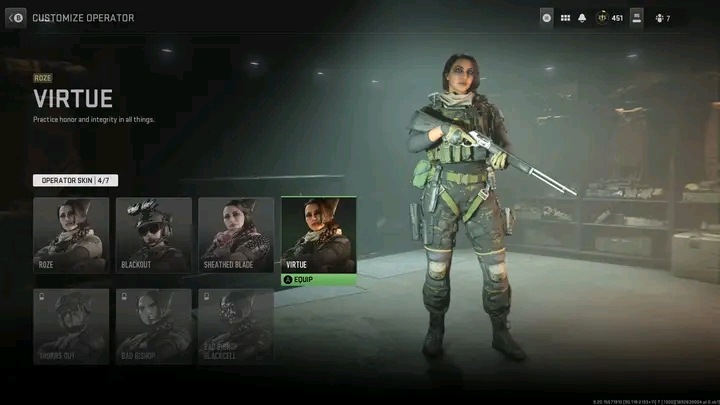 B CUSTOMIZE OPERATOR
451
7
ROZE
VIRTUE
Practice honor and integrity in all things.
OPERATOR SKIN | 4/7
ROZE
BLACKOUT
SHEATHED BLADE
VIRTUE
A EQUIP
THORNS OUT
BAD BISHOP
BAD BISHOP
BLACKCELL